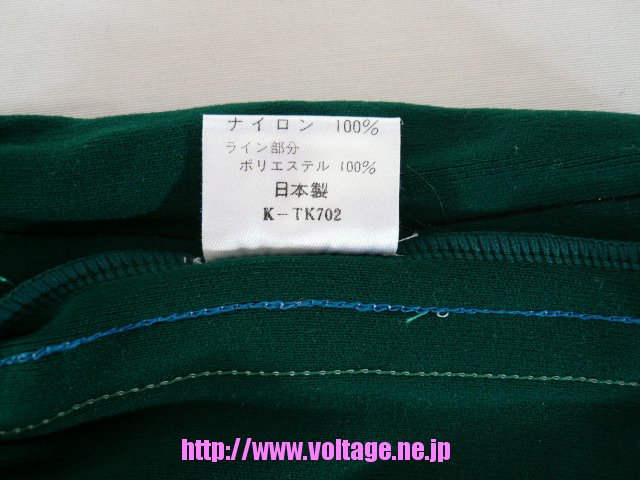 ナイロン 100%
ライン部分
ポリエステル 100%
日本製
K-TK702
http://www.voltage.ne.jp